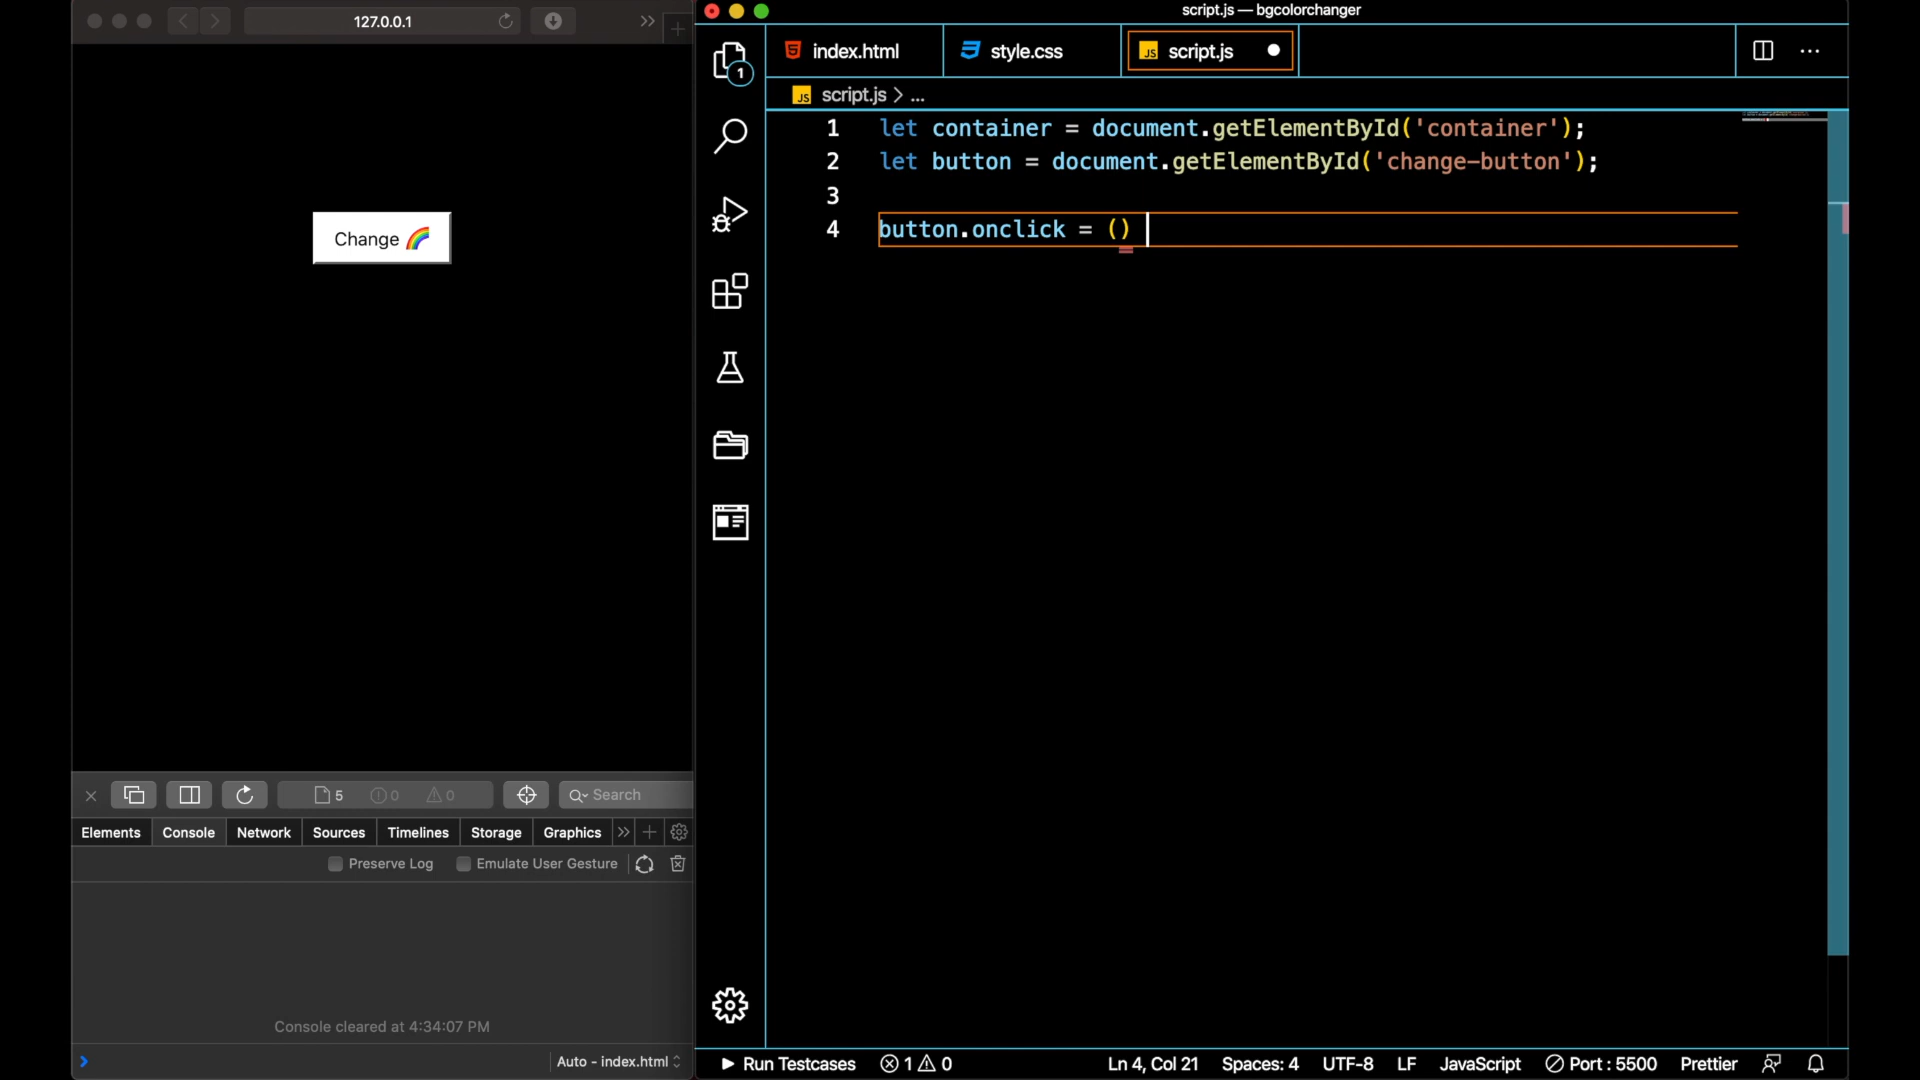 127.0.0.1
Change 🌈
5
0
0
Search
Elements Console Network Sources Timelines Storage Graphics
Preserve Log Emulate User Gesture
Console cleared at 4:34:07 PM
Auto - index.html
script.js — bgcolorchanger
1
index.html style.css script.js
script.js > ...
1 let container = document.getElementById('container');
2 let button = document.getElementById('change-button');
3
4 button.onclick = ()
Run Testcases 1 0 Ln 4, Col 21 Spaces: 4 UTF-8 LF JavaScript Port : 5500 Prettier